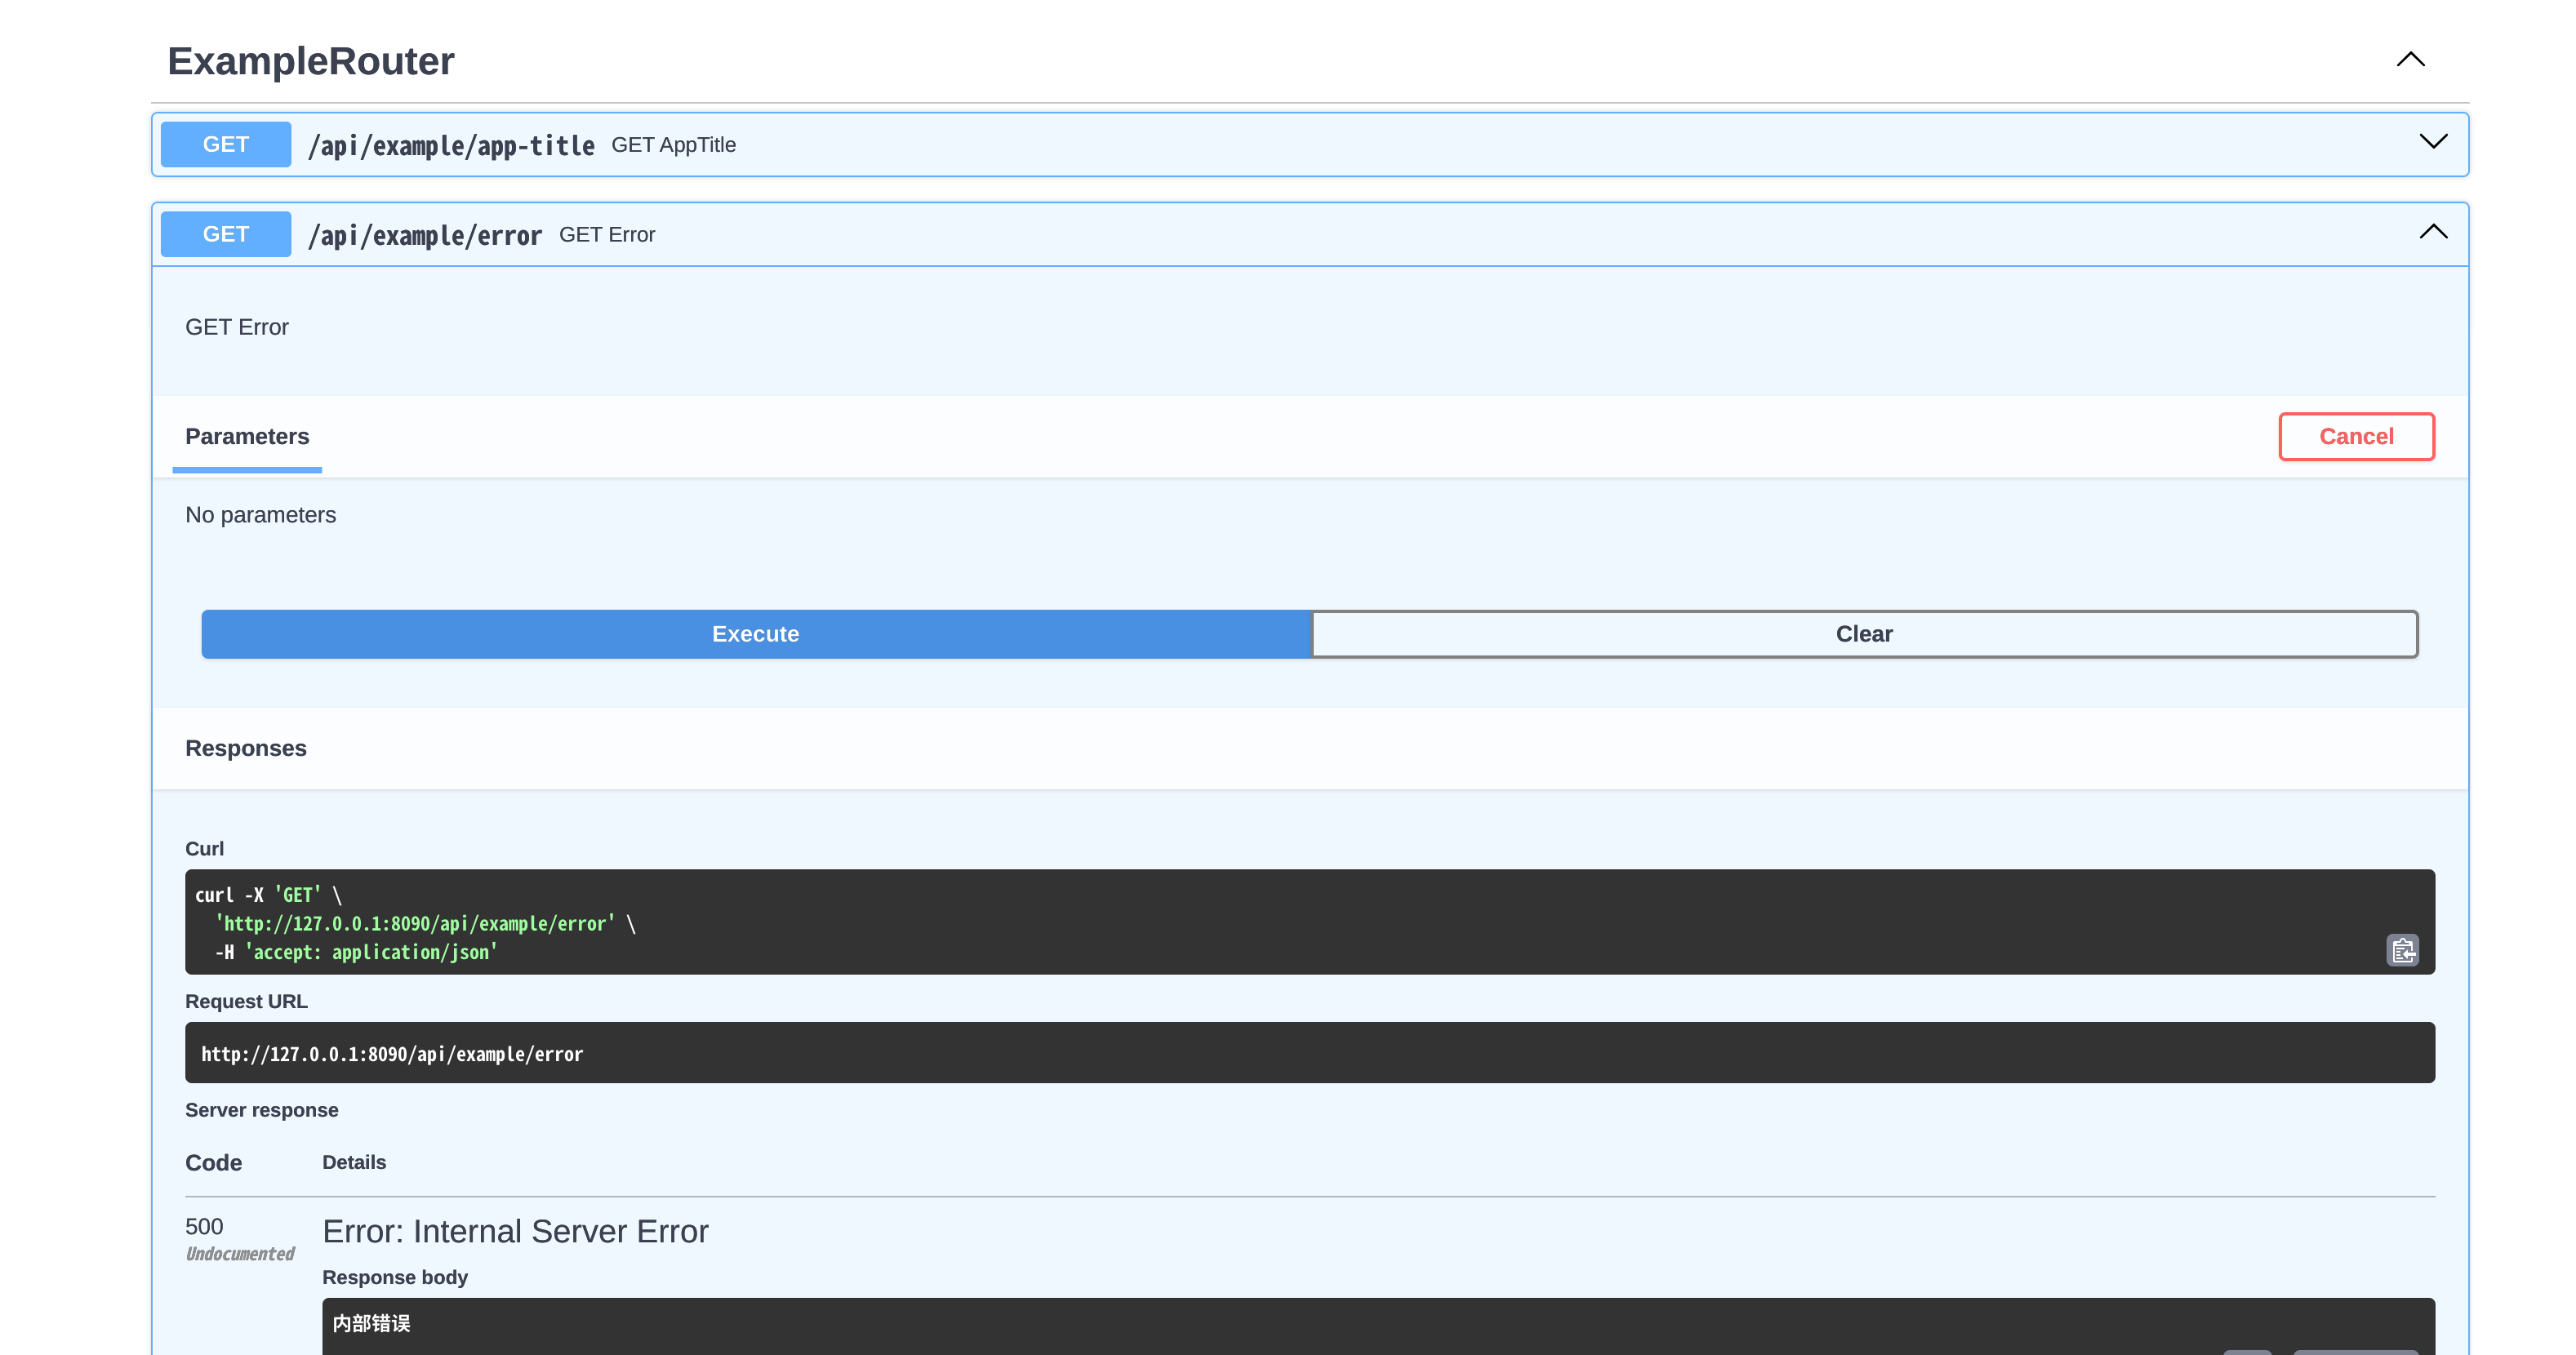 ExampleRouter
GET /api/example/app-title GET AppTitle
GET /api/example/error GET Error
GET Error
Parameters Cancel
No parameters
Execute Clear
Responses
Curl
curl -X 'GET' \
  'http://127.0.0.1:8090/api/example/error' \
  -H 'accept: application/json'
Request URL
http://127.0.0.1:8090/api/example/error
Server response
Code Details
500 Error: Internal Server Error
Undocumented
Response body
内部错误